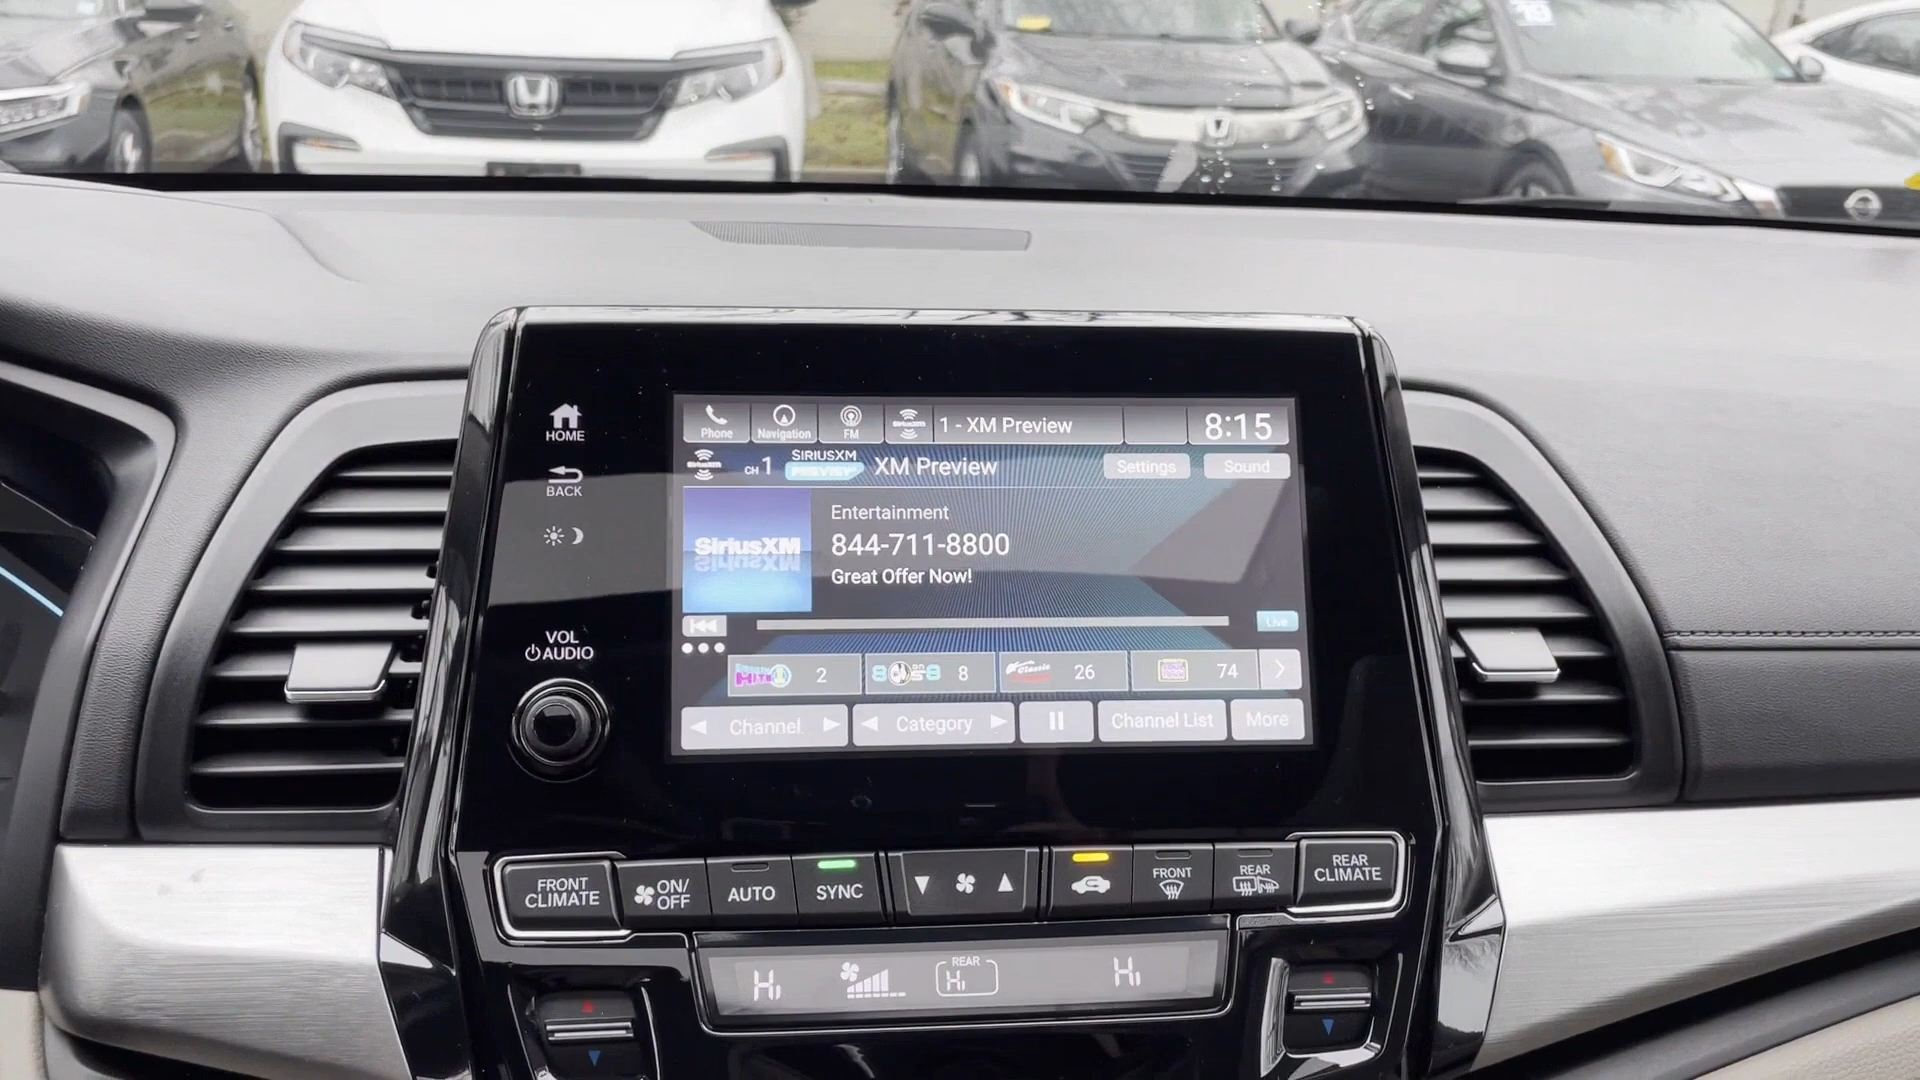 HOME
BACK
VOL
AUDIO
Phone
Navigation
FM
1 - XM Preview
8:15
CH 1
SIRIUSXM
PREVIEW
XM Preview
Settings
Sound
SiriusXM
Entertainment
844-711-8800
Great Offer Now!
Live
2
8on8 8
Classic 26
74
Channel
Category
Channel List
More
FRONT
CLIMATE
ON/
OFF
AUTO
SYNC
FRONT
REAR
REAR
CLIMATE
Hi
REAR
Hi
Hi